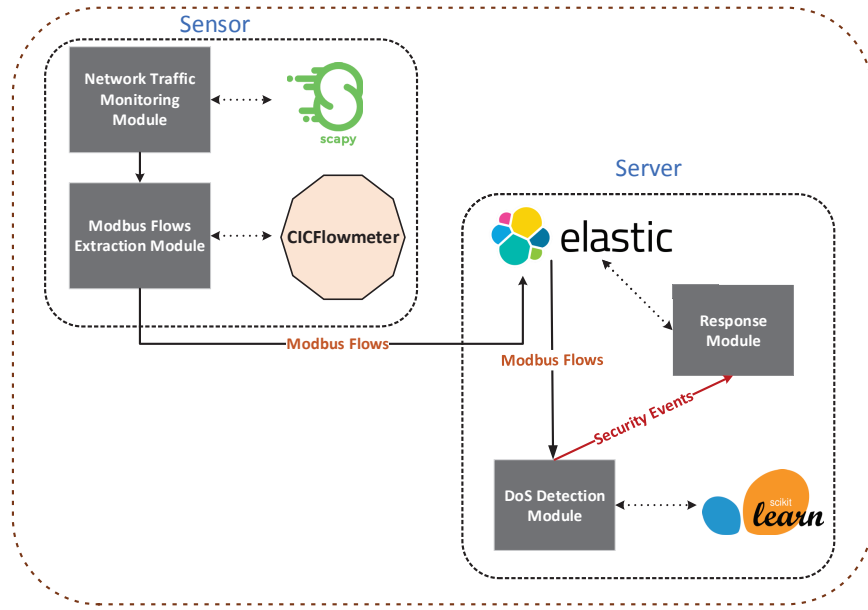 Sensor
Network Traffic
Monitoring
Module
scapy
Modbus Flows
Extraction Module
CICFlowmeter
Modbus Flows
Server
elastic
Response
Module
Modbus Flows
Security Events
DoS Detection
Module
scikit
learn